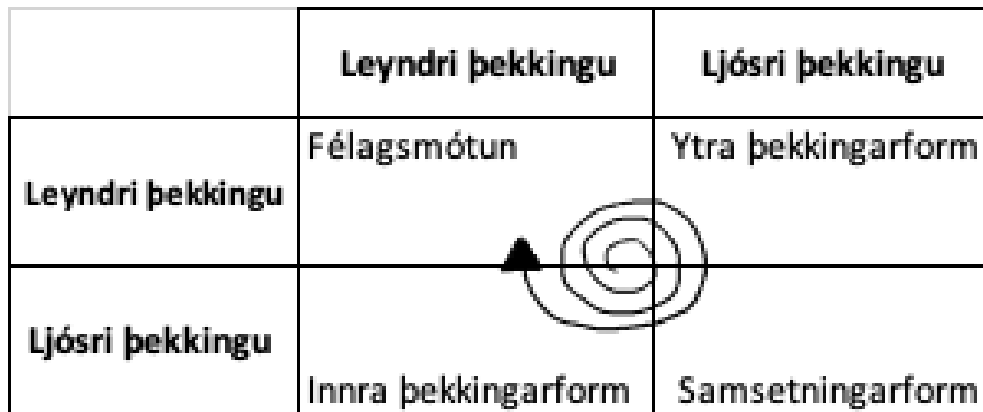 Leyndri þekkingu
Ljósri þekkingu
Leyndri þekkingu
Félagsmótun
Ytra þekkingarform
Ljósri þekkingu
Innra þekkingarform
Samsetningarform